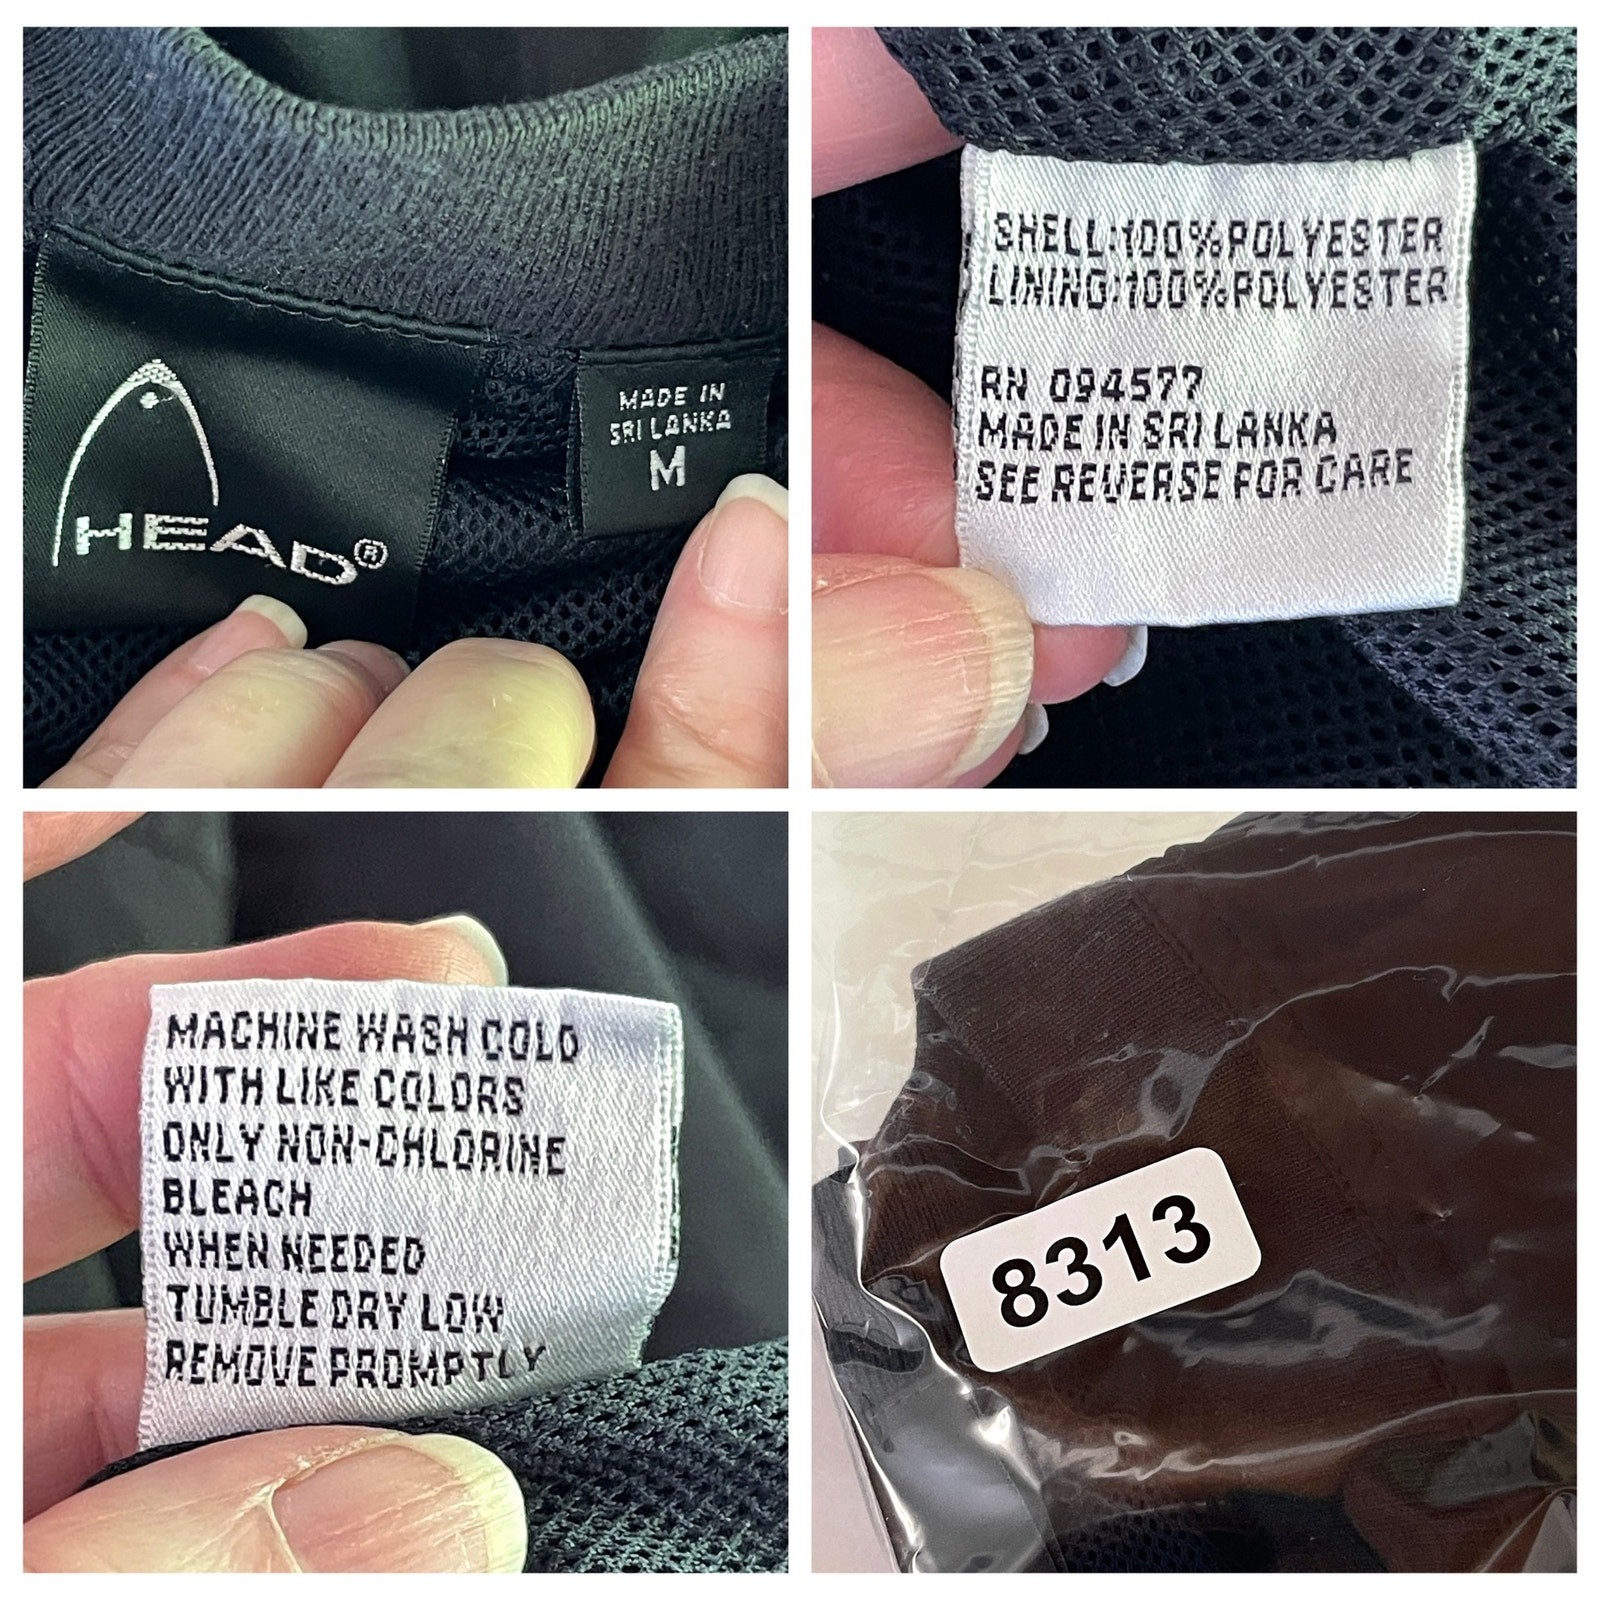 HEAD®
MADE IN
SRI LANKA
M
SHELL:100%POLYESTER
LINING:100%POLYESTER
RN 094577
MADE IN SRI LANKA
SEE REVERSE FOR CARE
MACHINE WASH COLD
WITH LIKE COLORS
ONLY NON-CHLORINE
BLEACH
WHEN NEEDED
TUMBLE DRY LOW
REMOVE PROMPTLY
8313